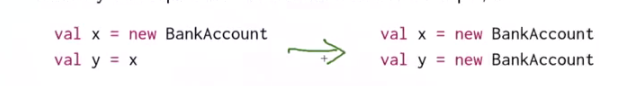 val x = new BankAccount
val y = x
val x = new BankAccount
val y = new BankAccount